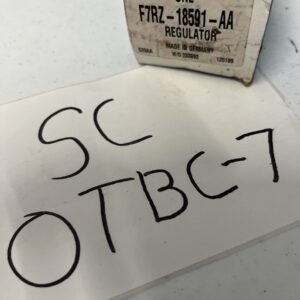 F7RZ-18591-AA
REGULATOR
MADE IN GERMANY
SC
OTBC-7